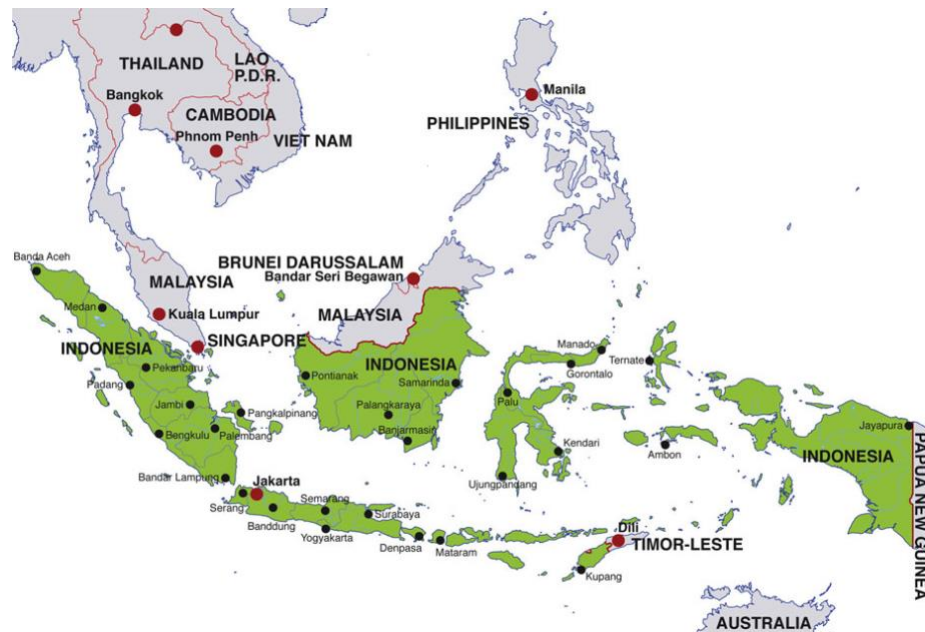 THAILAND
LAO
P.D.R.
Bangkok
CAMBODIA
Phnom Penh
VIET NAM
Manila
PHILIPPINES
Banda Aceh
BRUNEI DARUSSALAM
Bandar Seri Begawan
MALAYSIA
Medan
Kuala Lumpur
MALAYSIA
SINGAPORE
INDONESIA
INDONESIA
Manado
Ternate
Pekanbaru
Gorontalo
Padang
Pontianak
Samarinda
Palu
Jambi
Pangkalpinang
Palangkaraya
Bengkulu
Palembang
Banjarmasin
Kendari
Ambon
Jayapura
INDONESIA
PAPUA NEW GUINEA
Bandar Lampung
Jakarta
Ujungpandang
Serang
Semarang
Surabaya
Banddung
Yogyakarta
Denpasa
Mataram
Dili
TIMOR-LESTE
Kupang
AUSTRALIA